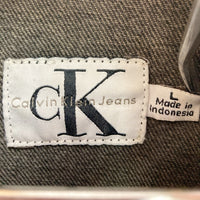 cK
Calvin Klein Jeans
L
Made in
Indonesia